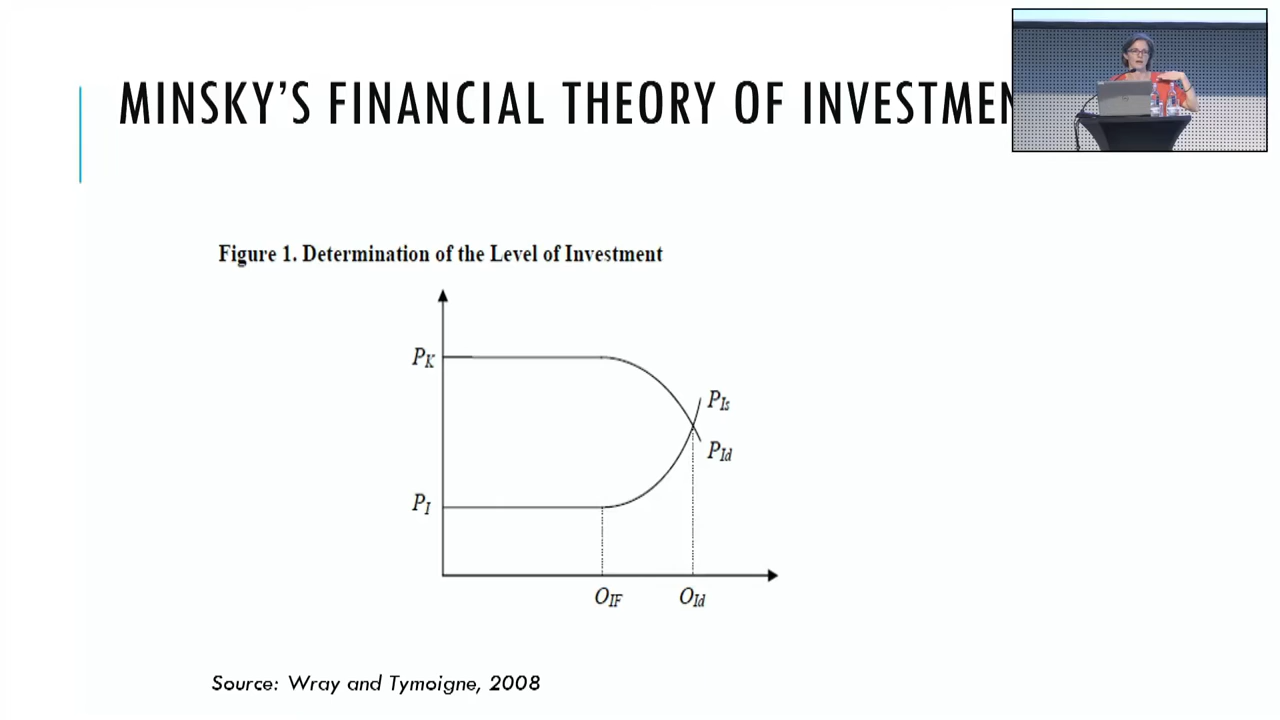 MINSKY'S FINANCIAL THEORY OF INVESTMEN
Figure 1. Determination of the Level of Investment
P_K
P_Is
P_Id
P_I
O_IF
O_Id
Source: Wray and Tymoigne, 2008